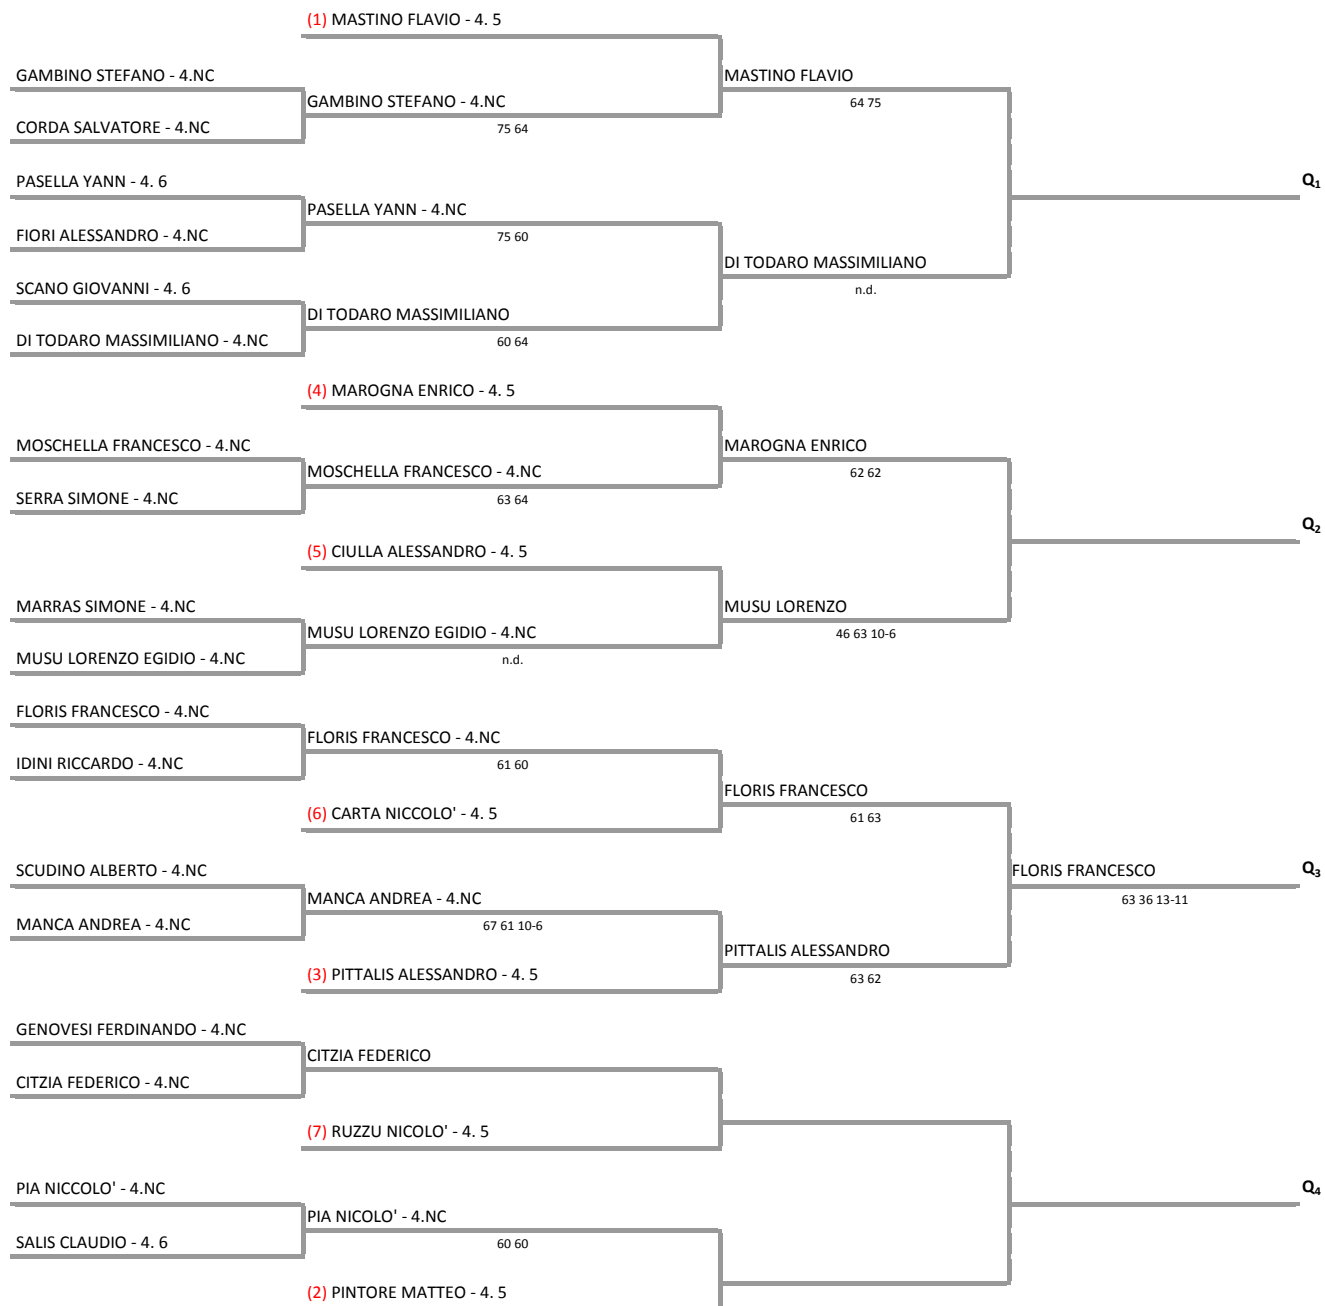 (1) MASTINO FLAVIO - 4. 5
GAMBINO STEFANO - 4.NC
MASTINO FLAVIO
GAMBINO STEFANO - 4.NC
64 75
CORDA SALVATORE - 4.NC
75 64
PASELLA YANN - 4. 6
Q1
PASELLA YANN - 4.NC
FIORI ALESSANDRO - 4.NC
75 60
DI TODARO MASSIMILIANO
SCANO GIOVANNI - 4. 6
n.d.
DI TODARO MASSIMILIANO
DI TODARO MASSIMILIANO - 4.NC
60 64
(4) MAROGNA ENRICO - 4. 5
MOSCHELLA FRANCESCO - 4.NC
MAROGNA ENRICO
MOSCHELLA FRANCESCO - 4.NC
62 62
SERRA SIMONE - 4.NC
63 64
Q2
(5) CIULLA ALESSANDRO - 4. 5
MARRAS SIMONE - 4.NC
MUSU LORENZO
MUSU LORENZO EGIDIO - 4.NC
46 63 10-6
MUSU LORENZO EGIDIO - 4.NC
n.d.
FLORIS FRANCESCO - 4.NC
FLORIS FRANCESCO - 4.NC
IDINI RICCARDO - 4.NC
61 60
FLORIS FRANCESCO
(6) CARTA NICCOLO' - 4. 5
61 63
SCUDINO ALBERTO - 4.NC
FLORIS FRANCESCO
Q3
MANCA ANDREA - 4.NC
63 36 13-11
MANCA ANDREA - 4.NC
67 61 10-6
PITTALIS ALESSANDRO
(3) PITTALIS ALESSANDRO - 4. 5
63 62
GENOVESI FERDINANDO - 4.NC
CITZIA FEDERICO
CITZIA FEDERICO - 4.NC
(7) RUZZU NICOLO' - 4. 5
PIA NICCOLO' - 4.NC
Q4
PIA NICOLO' - 4.NC
SALIS CLAUDIO - 4. 6
60 60
(2) PINTORE MATTEO - 4. 5